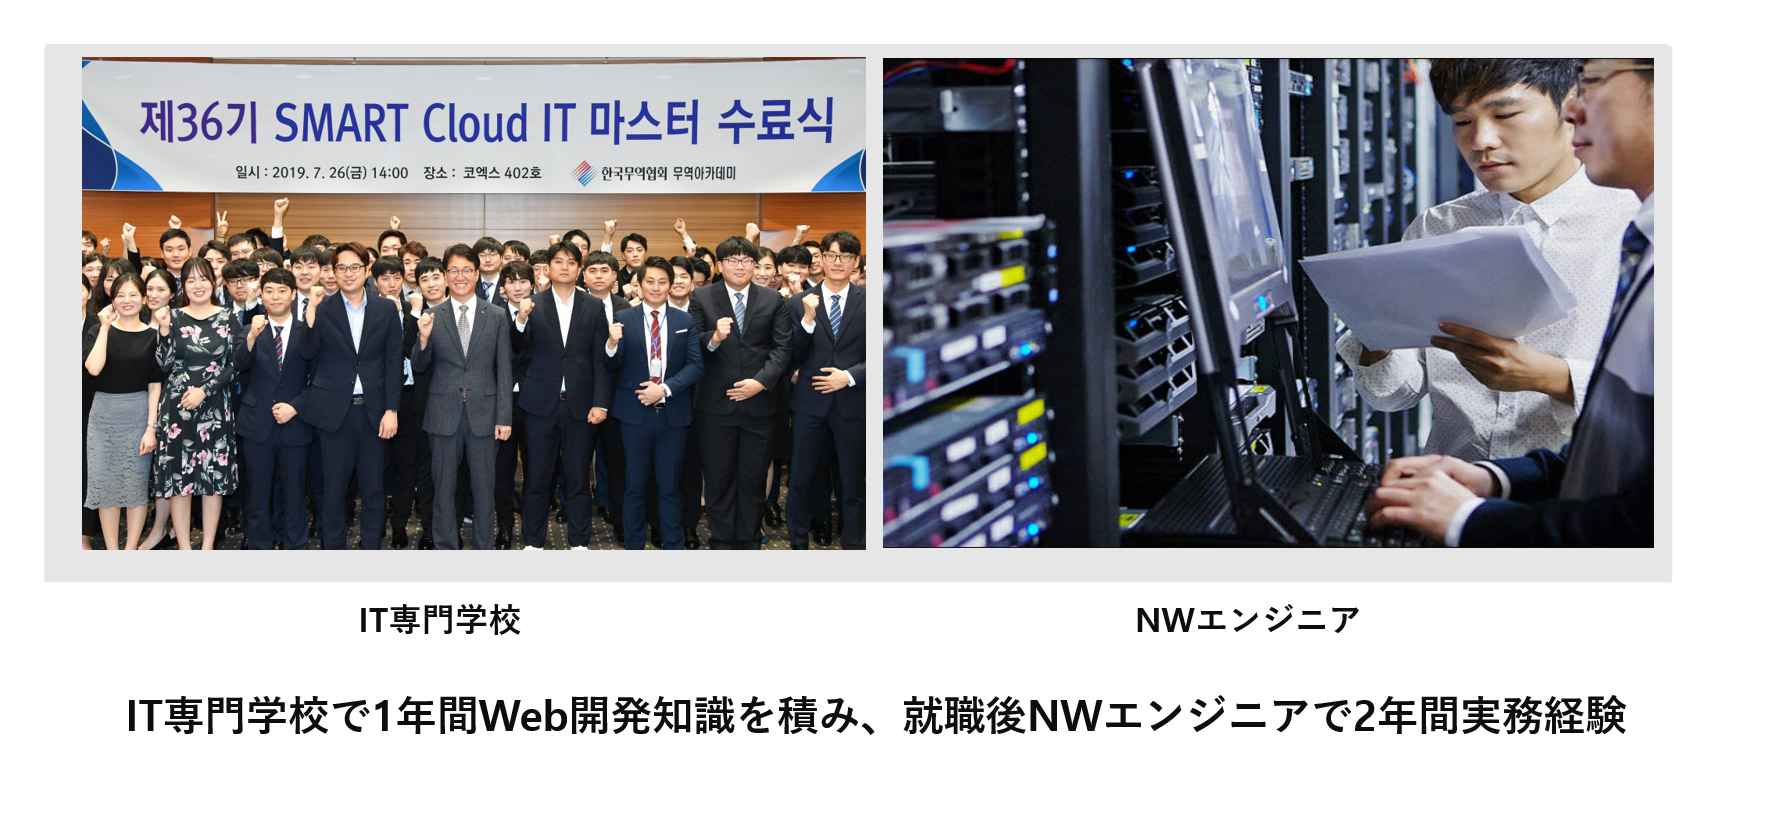 제36기 SMART Cloud IT 마스터 수료식
일시 : 2019. 7. 26(금) 14:00 장소 : 코엑스 402호 한국무역협회 무역아카데미
IT専門学校
NWエンジニア
IT専門学校で1年間Web開発知識を積み、就職後NWエンジニアで2年間実務経験